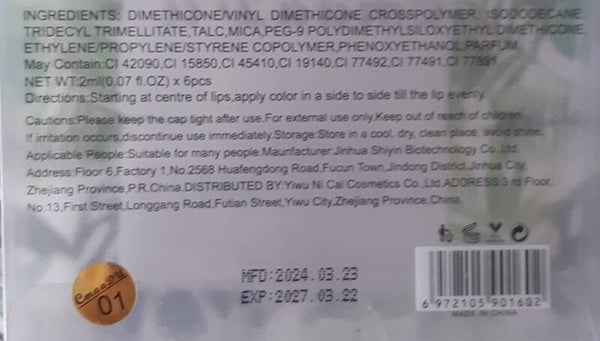 INGREDIENTS: DIMETHICONE/VINYL DIMETHICONE CROSSPOLYMER, ISODODECANE,
TRIDECYL TRIMELLITATE,TALC,MICA,PEG-9 POLYDIMETHYLSILOXYETHYL DIMETHICONE,
ETHYLENE/PROPYLENE/STYRENE COPOLYMER,PHENOXYETHANOL,PARFUM.
May Contain:CI 42090,CI 15850,CI 45410,CI 19140,CI 77492,CI 77491,CI 77891
NET WT:2ml(0.07 fl.OZ) x 6pcs
Directions:Starting at centre of lips,apply color in a side to side till the lip evenly.
Cautions:Please keep the cap tight after use.For external use only.Keep out of reach of children.
If irritation occurs,discontinue use immediately.Storage:Store in a cool, dry, clean place, avoid shine.
Applicable People:Suitable for many people.Maunfacturer:Jinhua Shiyin Biotechnology Co.,Ltd.
Address:Floor 6,Factory 1,No.2568 Huafengdong Road,Fucun Town,Jindong District,Jinhua City,
Zhejiang Province,P.R.China.DISTRIBUTED BY:Yiwu Ni Cai Cosmetics Co.,Ltd.ADDRESS:3 rd Floor,
No.13,First Street,Longgang Road,Futian Street,Yiwu City,Zhejiang Province,China.
01
MFD:2024.03.23
EXP:2027.03.22
6 972105 901602
MADE IN CHINA